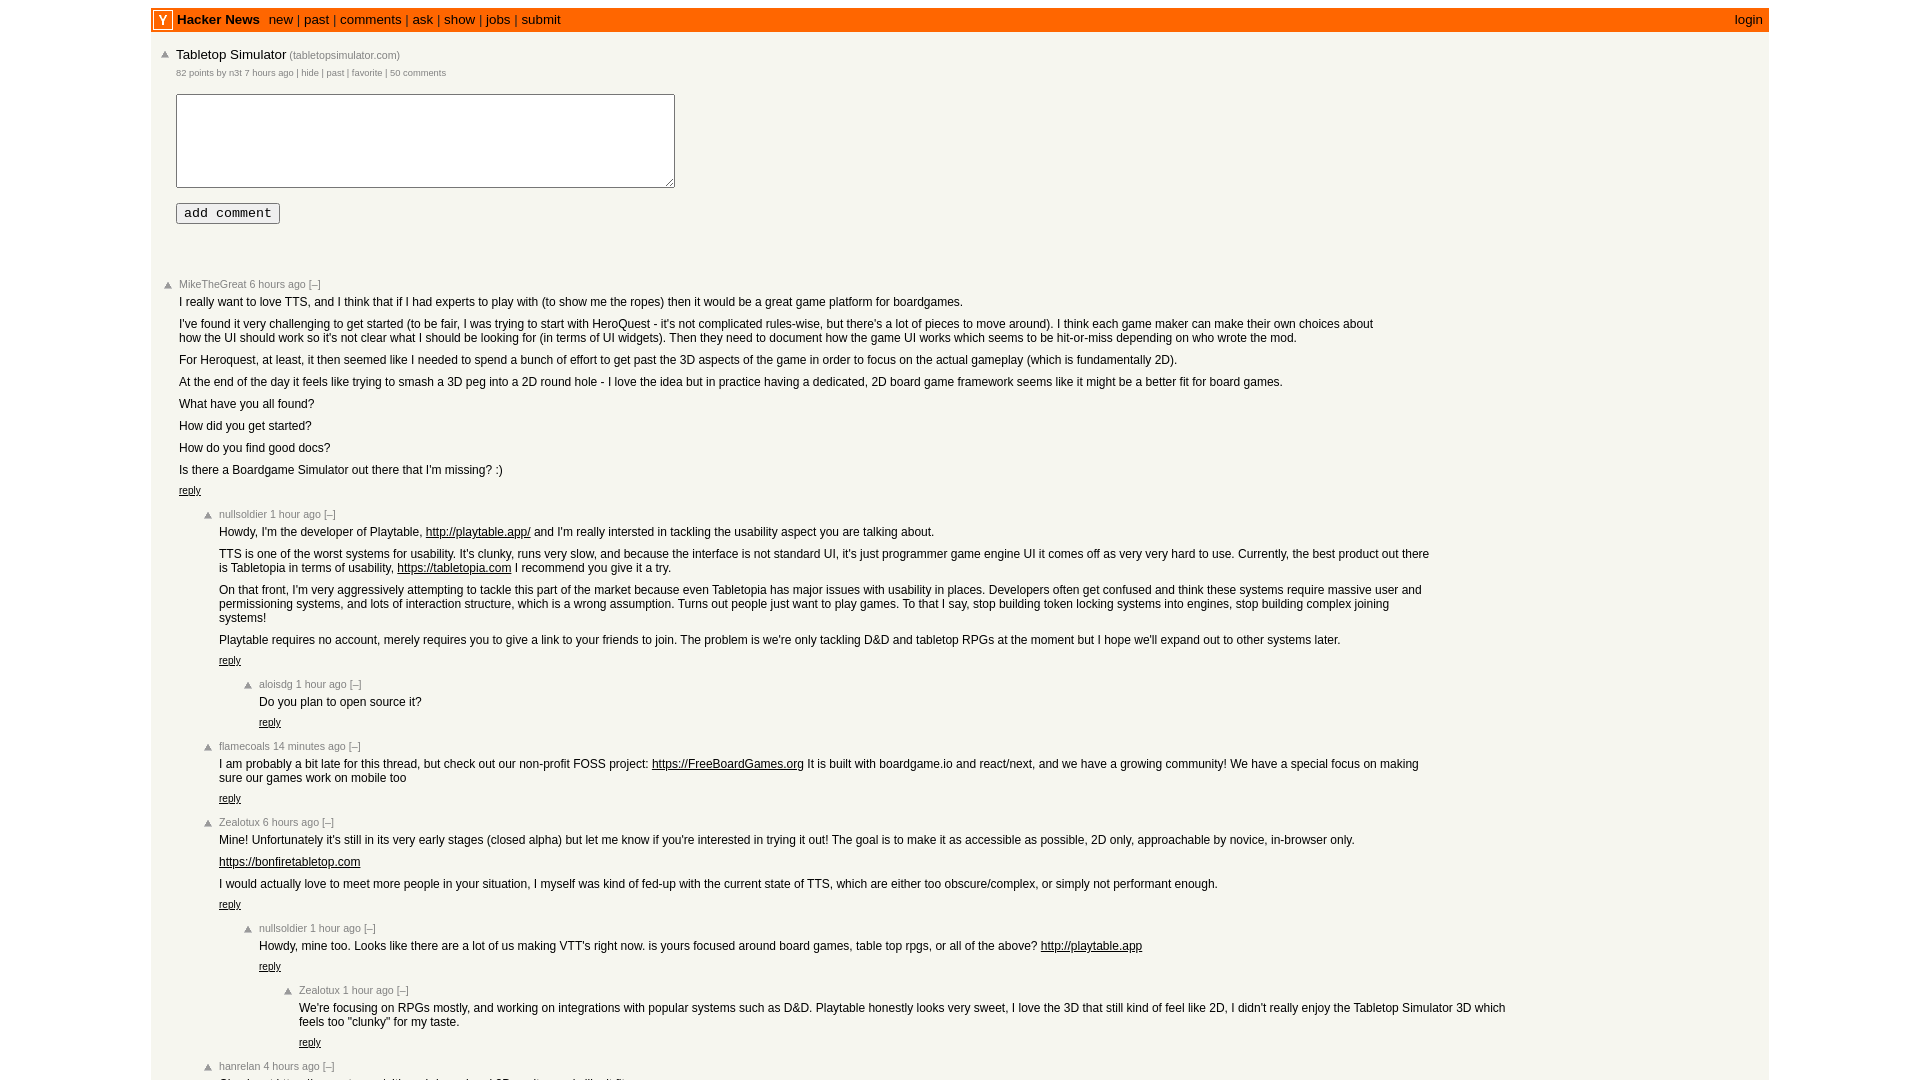 Y Hacker News new | past | comments | ask | show | jobs | submit login
Tabletop Simulator (tabletopsimulator.com)
82 points by n3t 7 hours ago | hide | past | favorite | 50 comments
add comment
MikeTheGreat 6 hours ago [–]
I really want to love TTS, and I think that if I had experts to play with (to show me the ropes) then it would be a great game platform for boardgames.
I've found it very challenging to get started (to be fair, I was trying to start with HeroQuest - it's not complicated rules-wise, but there's a lot of pieces to move around). I think each game maker can make their own choices about
how the UI should work so it's not clear what I should be looking for (in terms of UI widgets). Then they need to document how the game UI works which seems to be hit-or-miss depending on who wrote the mod.
For Heroquest, at least, it then seemed like I needed to spend a bunch of effort to get past the 3D aspects of the game in order to focus on the actual gameplay (which is fundamentally 2D).
At the end of the day it feels like trying to smash a 3D peg into a 2D round hole - I love the idea but in practice having a dedicated, 2D board game framework seems like it might be a better fit for board games.
What have you all found?
How did you get started?
How do you find good docs?
Is there a Boardgame Simulator out there that I'm missing? :)
reply
nullsoldier 1 hour ago [–]
Howdy, I'm the developer of Playtable, http://playtable.app/ and I'm really intersted in tackling the usability aspect you are talking about.
TTS is one of the worst systems for usability. It's clunky, runs very slow, and because the interface is not standard UI, it's just programmer game engine UI it comes off as very very hard to use. Currently, the best product out there
is Tabletopia in terms of usability, https://tabletopia.com I recommend you give it a try.
On that front, I'm very aggressively attempting to tackle this part of the market because even Tabletopia has major issues with usability in places. Developers often get confused and think these systems require massive user and
permissioning systems, and lots of interaction structure, which is a wrong assumption. Turns out people just want to play games. To that I say, stop building token locking systems into engines, stop building complex joining
systems!
Playtable requires no account, merely requires you to give a link to your friends to join. The problem is we're only tackling D&D and tabletop RPGs at the moment but I hope we'll expand out to other systems later.
reply
aloisdg 1 hour ago [–]
Do you plan to open source it?
reply
flamecoals 14 minutes ago [–]
I am probably a bit late for this thread, but check out our non-profit FOSS project: https://FreeBoardGames.org It is built with boardgame.io and react/next, and we have a growing community! We have a special focus on making
sure our games work on mobile too
reply
Zealotux 6 hours ago [–]
Mine! Unfortunately it's still in its very early stages (closed alpha) but let me know if you're interested in trying it out! The goal is to make it as accessible as possible, 2D only, approachable by novice, in-browser only.
https://bonfiretabletop.com
I would actually love to meet more people in your situation, I myself was kind of fed-up with the current state of TTS, which are either too obscure/complex, or simply not performant enough.
reply
nullsoldier 1 hour ago [–]
Howdy, mine too. Looks like there are a lot of us making VTT's right now. is yours focused around board games, table top rpgs, or all of the above? http://playtable.app
reply
Zealotux 1 hour ago [–]
We're focusing on RPGs mostly, and working on integrations with popular systems such as D&D. Playtable honestly looks very sweet, I love the 3D that still kind of feel like 2D, I didn't really enjoy the Tabletop Simulator 3D which
feels too "clunky" for my taste.
reply
hanrelan 4 hours ago [–]